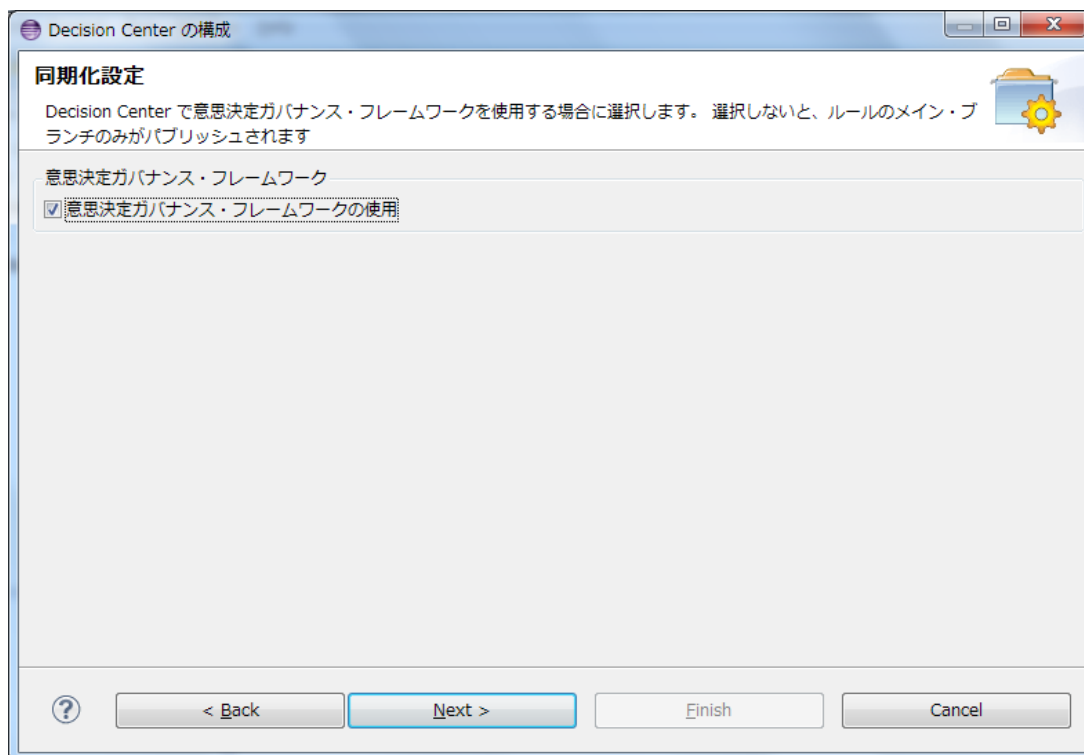 Decision Center の構成
同期化設定
Decision Center で意思決定ガバナンス・フレームワークを使用する場合に選択します。 選択しないと、ルールのメイン・ブ
ランチのみがパブリッシュされます
意思決定ガバナンス・フレームワーク
意思決定ガバナンス・フレームワークの使用
?
< Back
Next >
Finish
Cancel